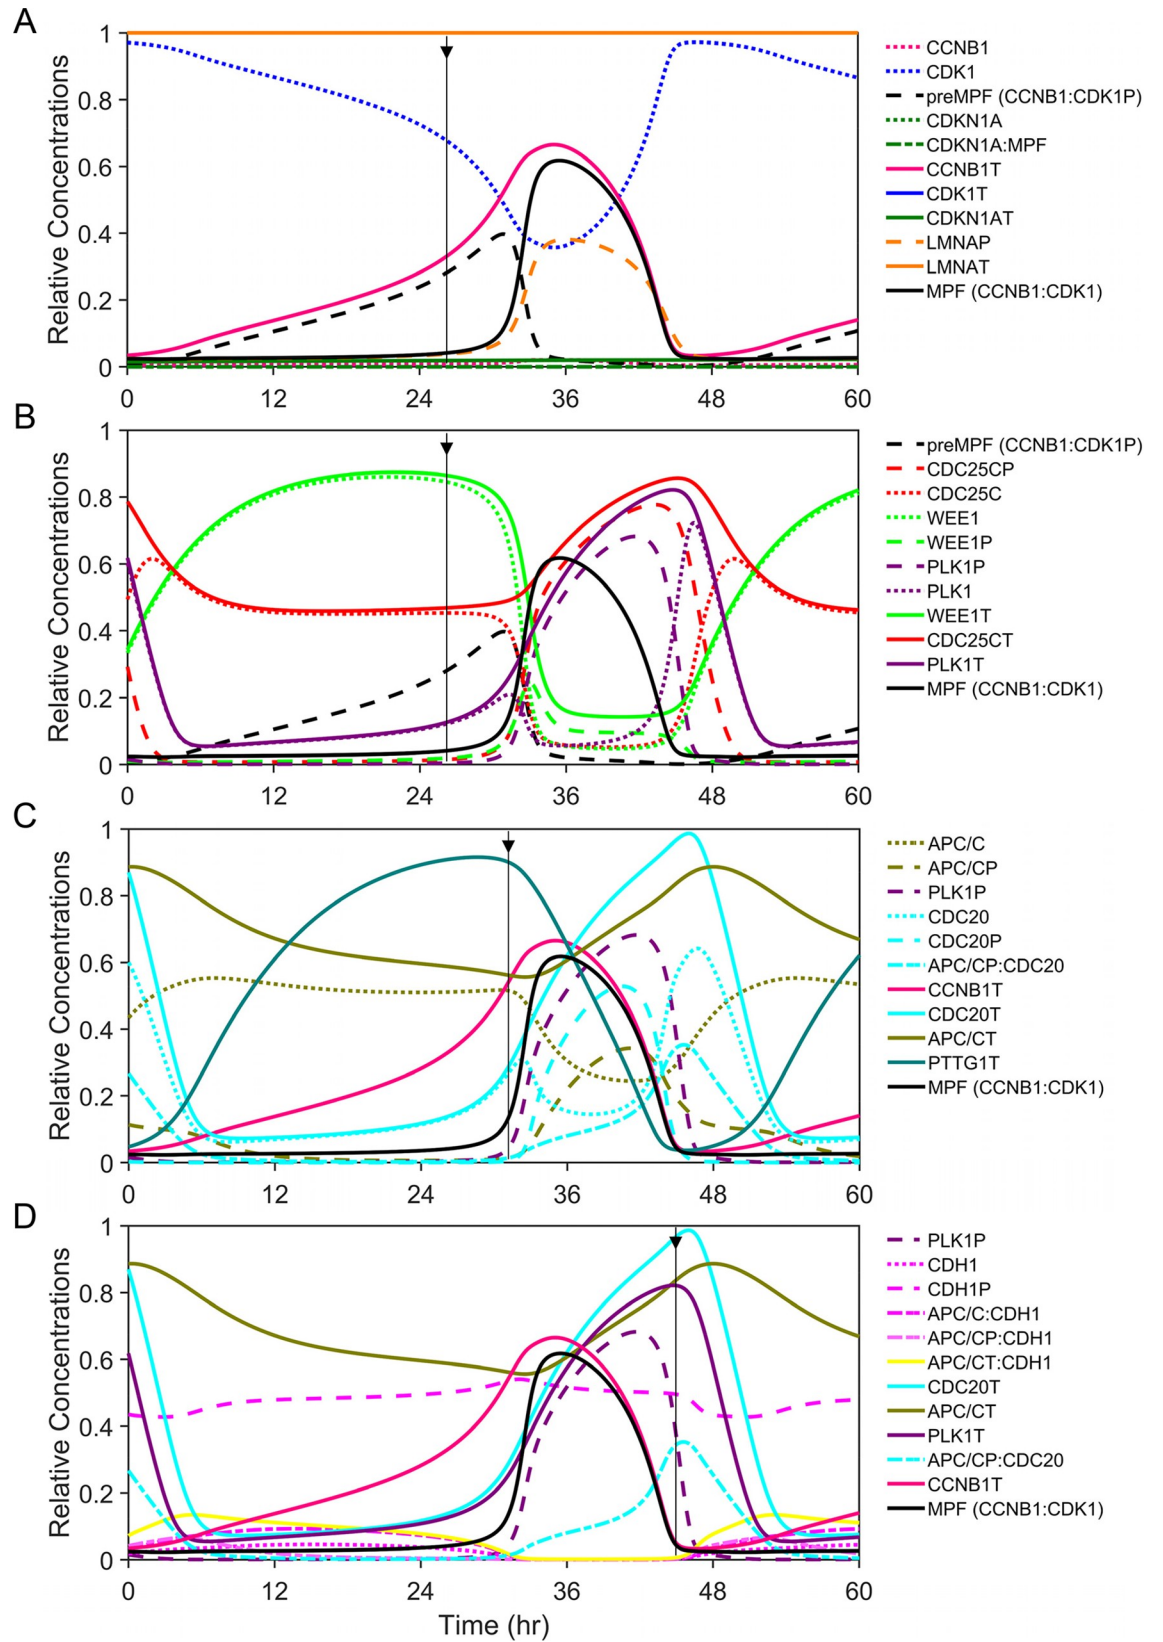 A
Relative Concentrations
1
0.8
0.6
0.4
0.2
0
0 12 24 36 48 60
CCNB1
CDK1
preMPF (CCNB1:CDK1P)
CDKN1A
CDKN1A:MPF
CCNB1T
CDK1T
CDKN1AT
LMNAP
LMNAT
MPF (CCNB1:CDK1)
B
Relative Concentrations
1
0.8
0.6
0.4
0.2
0
0 12 24 36 48 60
preMPF (CCNB1:CDK1P)
CDC25CP
CDC25C
WEE1
WEE1P
PLK1P
PLK1
WEE1T
CDC25CT
PLK1T
MPF (CCNB1:CDK1)
C
Relative Concentrations
1
0.8
0.6
0.4
0.2
0
0 12 24 36 48 60
APC/C
APC/CP
PLK1P
CDC20
CDC20P
APC/CP:CDC20
CCNB1T
CDC20T
APC/CT
PTTG1T
MPF (CCNB1:CDK1)
D
Relative Concentrations
1
0.8
0.6
0.4
0.2
0
0 12 24 36 48 60
Time (hr)
PLK1P
CDH1
CDH1P
APC/C:CDH1
APC/CP:CDH1
APC/CT:CDH1
CDC20T
APC/CT
PLK1T
APC/CP:CDC20
CCNB1T
MPF (CCNB1:CDK1)